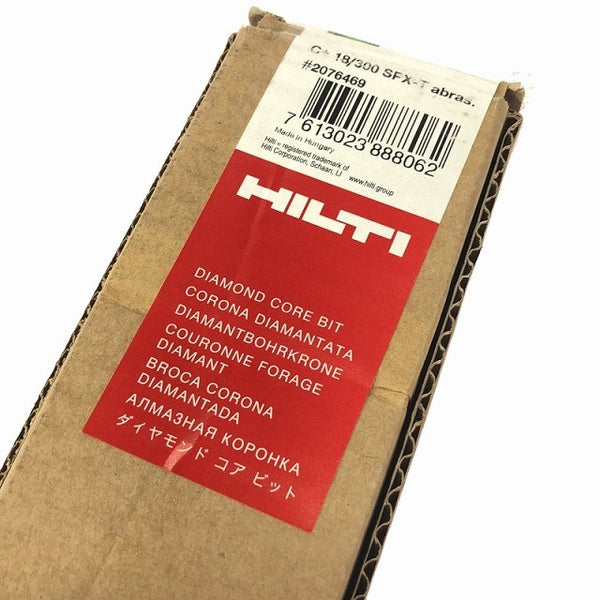 C+ 18/300 SPX-T abras.
#2076469
7 613023 888062
Made in Hungary
Hilti = registered trademark of
Hilti Corporation, Schaan, LI www.hilti.group
HILTI
DIAMOND CORE BIT
CORONA DIAMANTATA
DIAMANTBOHRKRONE
COURONNE FORAGE
DIAMANT
BROCA CORONA
DIAMANTADA
АЛМАЗНАЯ КОРОНКА
ダイヤモンド コア ビット